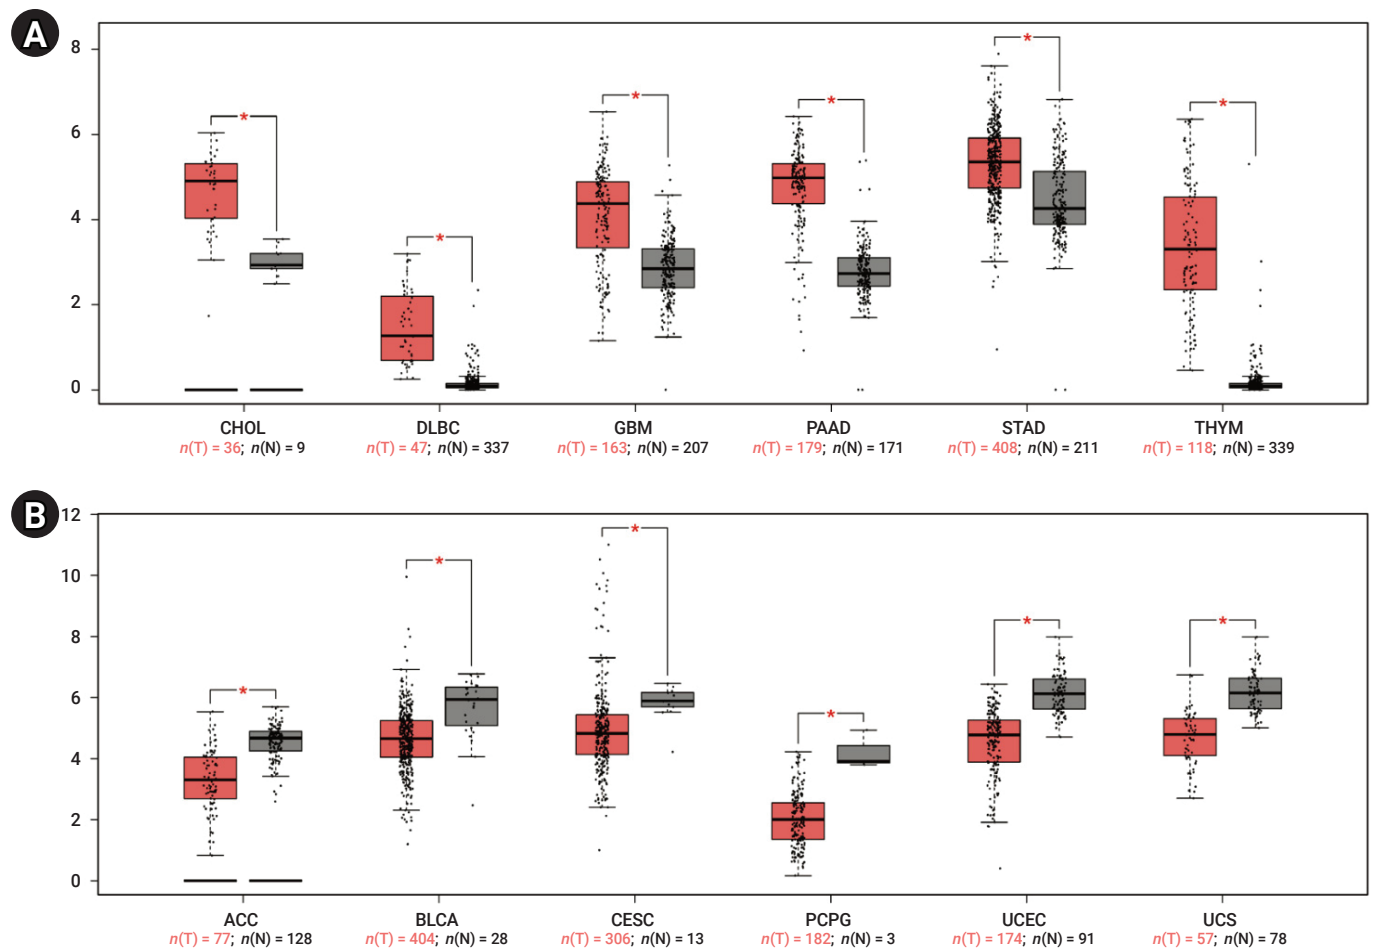 A
8
6
4
2
0
CHOL DLBC GBM PAAD STAD THYM
n(T) = 36; n(N) = 9 n(T) = 47; n(N) = 337 n(T) = 163; n(N) = 207 n(T) = 179; n(N) = 171 n(T) = 408; n(N) = 211 n(T) = 118; n(N) = 339
B
12
10
8
6
4
2
0
ACC BLCA CESC PCPG UCEC UCS
n(T) = 77; n(N) = 128 n(T) = 404; n(N) = 28 n(T) = 306; n(N) = 13 n(T) = 182; n(N) = 3 n(T) = 174; n(N) = 91 n(T) = 57; n(N) = 78